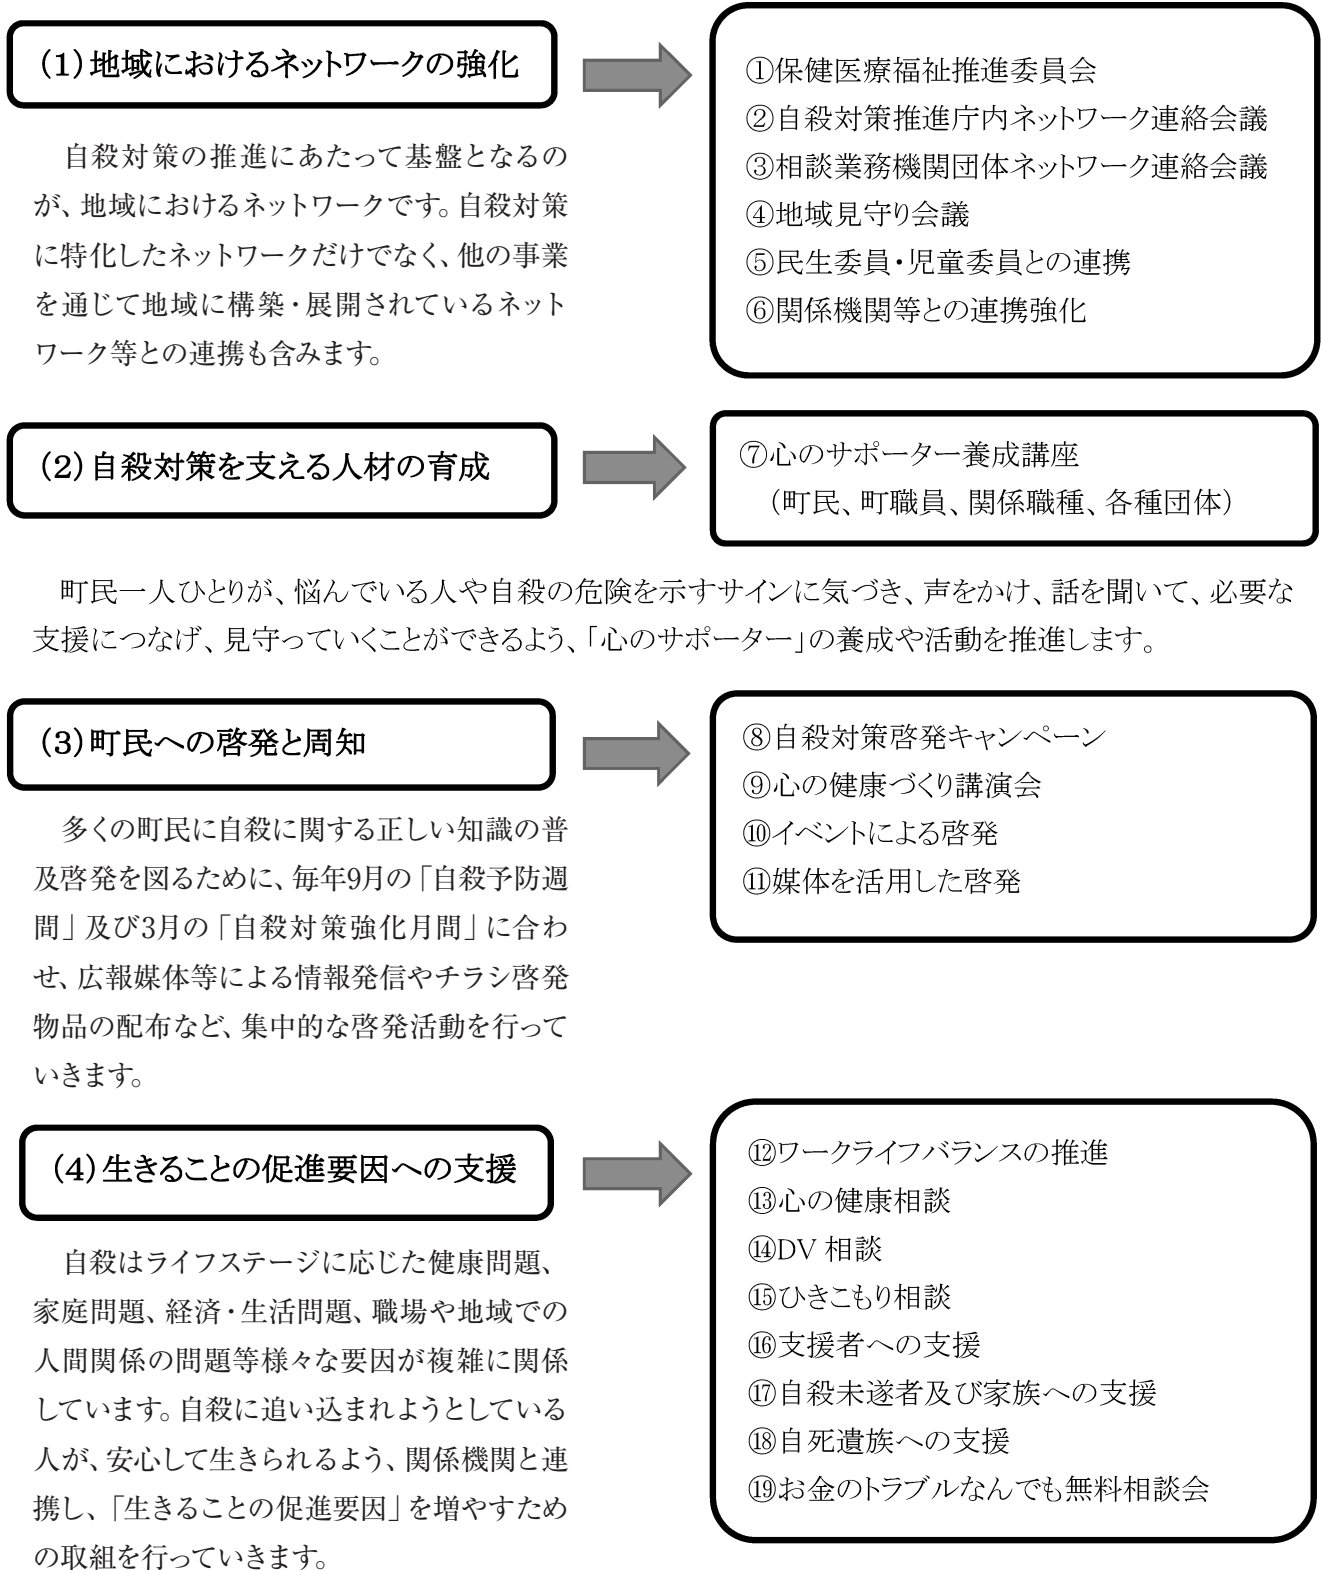 （１）地域におけるネットワークの強化
　自殺対策の推進にあたって基盤となるの
が、地域におけるネットワークです。自殺対策
に特化したネットワークだけでなく、他の事業
を通じて地域に構築・展開されているネット
ワーク等との連携も含みます。
①保健医療福祉推進委員会
②自殺対策推進庁内ネットワーク連絡会議
③相談業務機関団体ネットワーク連絡会議
④地域見守り会議
⑤民生委員・児童委員との連携
⑥関係機関等との連携強化
（２）自殺対策を支える人材の育成
⑦心のサポーター養成講座
（町民、町職員、関係職種、各種団体）
　町民一人ひとりが、悩んでいる人や自殺の危険を示すサインに気づき、声をかけ、話を聞いて、必要な
支援につなげ、見守っていくことができるよう、「心のサポーター」の養成や活動を推進します。
（３）町民への啓発と周知
　多くの町民に自殺に関する正しい知識の普
及啓発を図るために、毎年9月の「自殺予防週
間」及び3月の「自殺対策強化月間」に合わ
せ、広報媒体等による情報発信やチラシ啓発
物品の配布など、集中的な啓発活動を行って
いきます。
⑧自殺対策啓発キャンペーン
⑨心の健康づくり講演会
⑩イベントによる啓発
⑪媒体を活用した啓発
（４）生きることの促進要因への支援
　自殺はライフステージに応じた健康問題、
家庭問題、経済・生活問題、職場や地域での
人間関係の問題等様々な要因が複雑に関係
しています。自殺に追い込まれようとしている
人が、安心して生きられるよう、関係機関と連
携し、「生きることの促進要因」を増やすため
の取組を行っていきます。
⑫ワークライフバランスの推進
⑬心の健康相談
⑭DV 相談
⑮ひきこもり相談
⑯支援者への支援
⑰自殺未遂者及び家族への支援
⑱自死遺族への支援
⑲お金のトラブルなんでも無料相談会